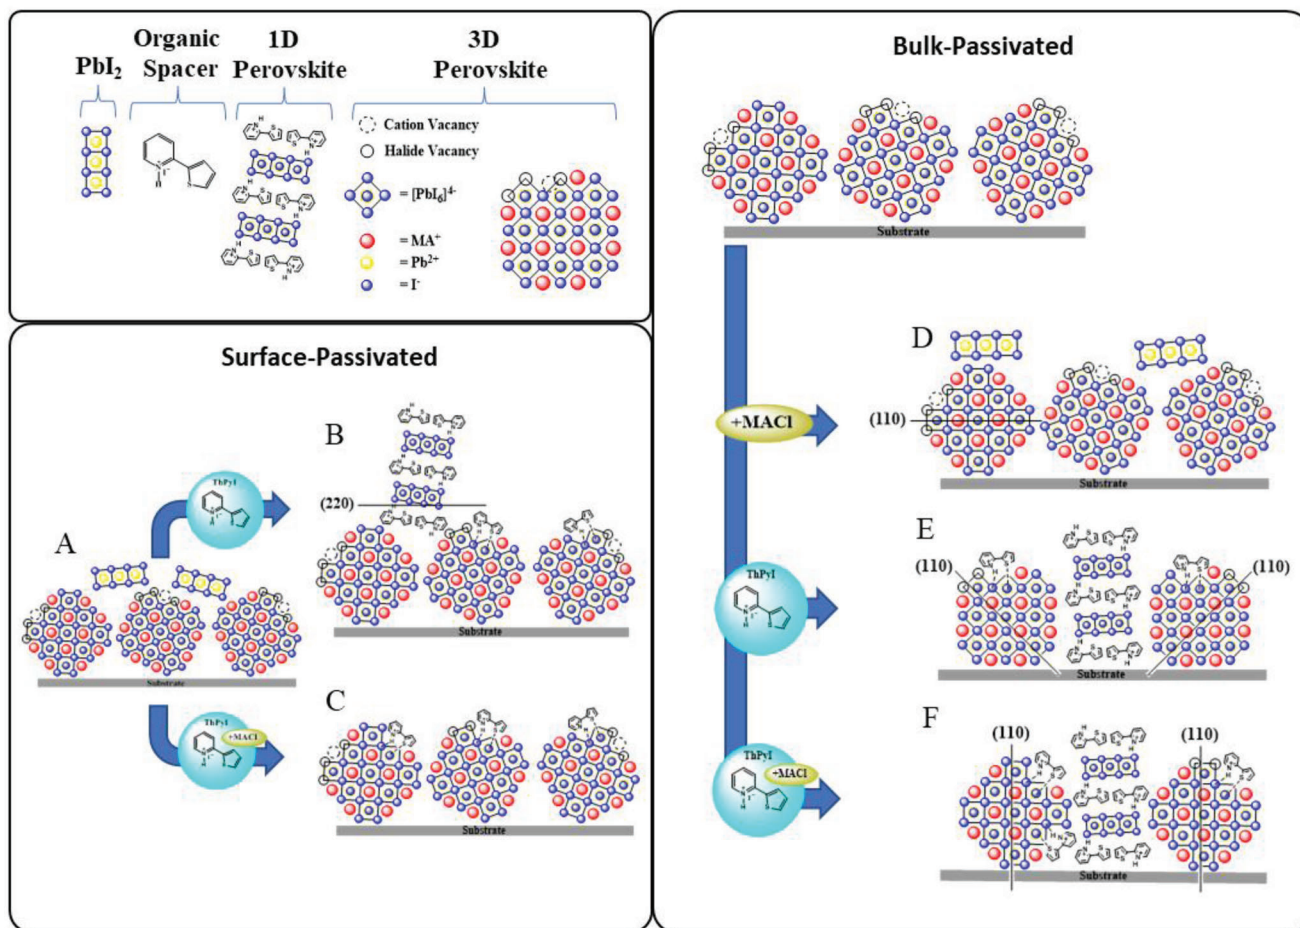 PbI₂
Organic
Spacer
1D
Perovskite
3D
Perovskite
Cation Vacancy
Halide Vacancy
= [PbI₆]⁴⁻
= MA⁺
= Pb²⁺
= I⁻
Surface-Passivated
A
Substrate
ThPyI
B
(220)
Substrate
ThPyI
+MACl
C
Substrate
Bulk-Passivated
Substrate
+MACl
D
(110)
Substrate
ThPyI
E
(110)
(110)
Substrate
ThPyI
+MACl
F
(110)
(110)
Substrate